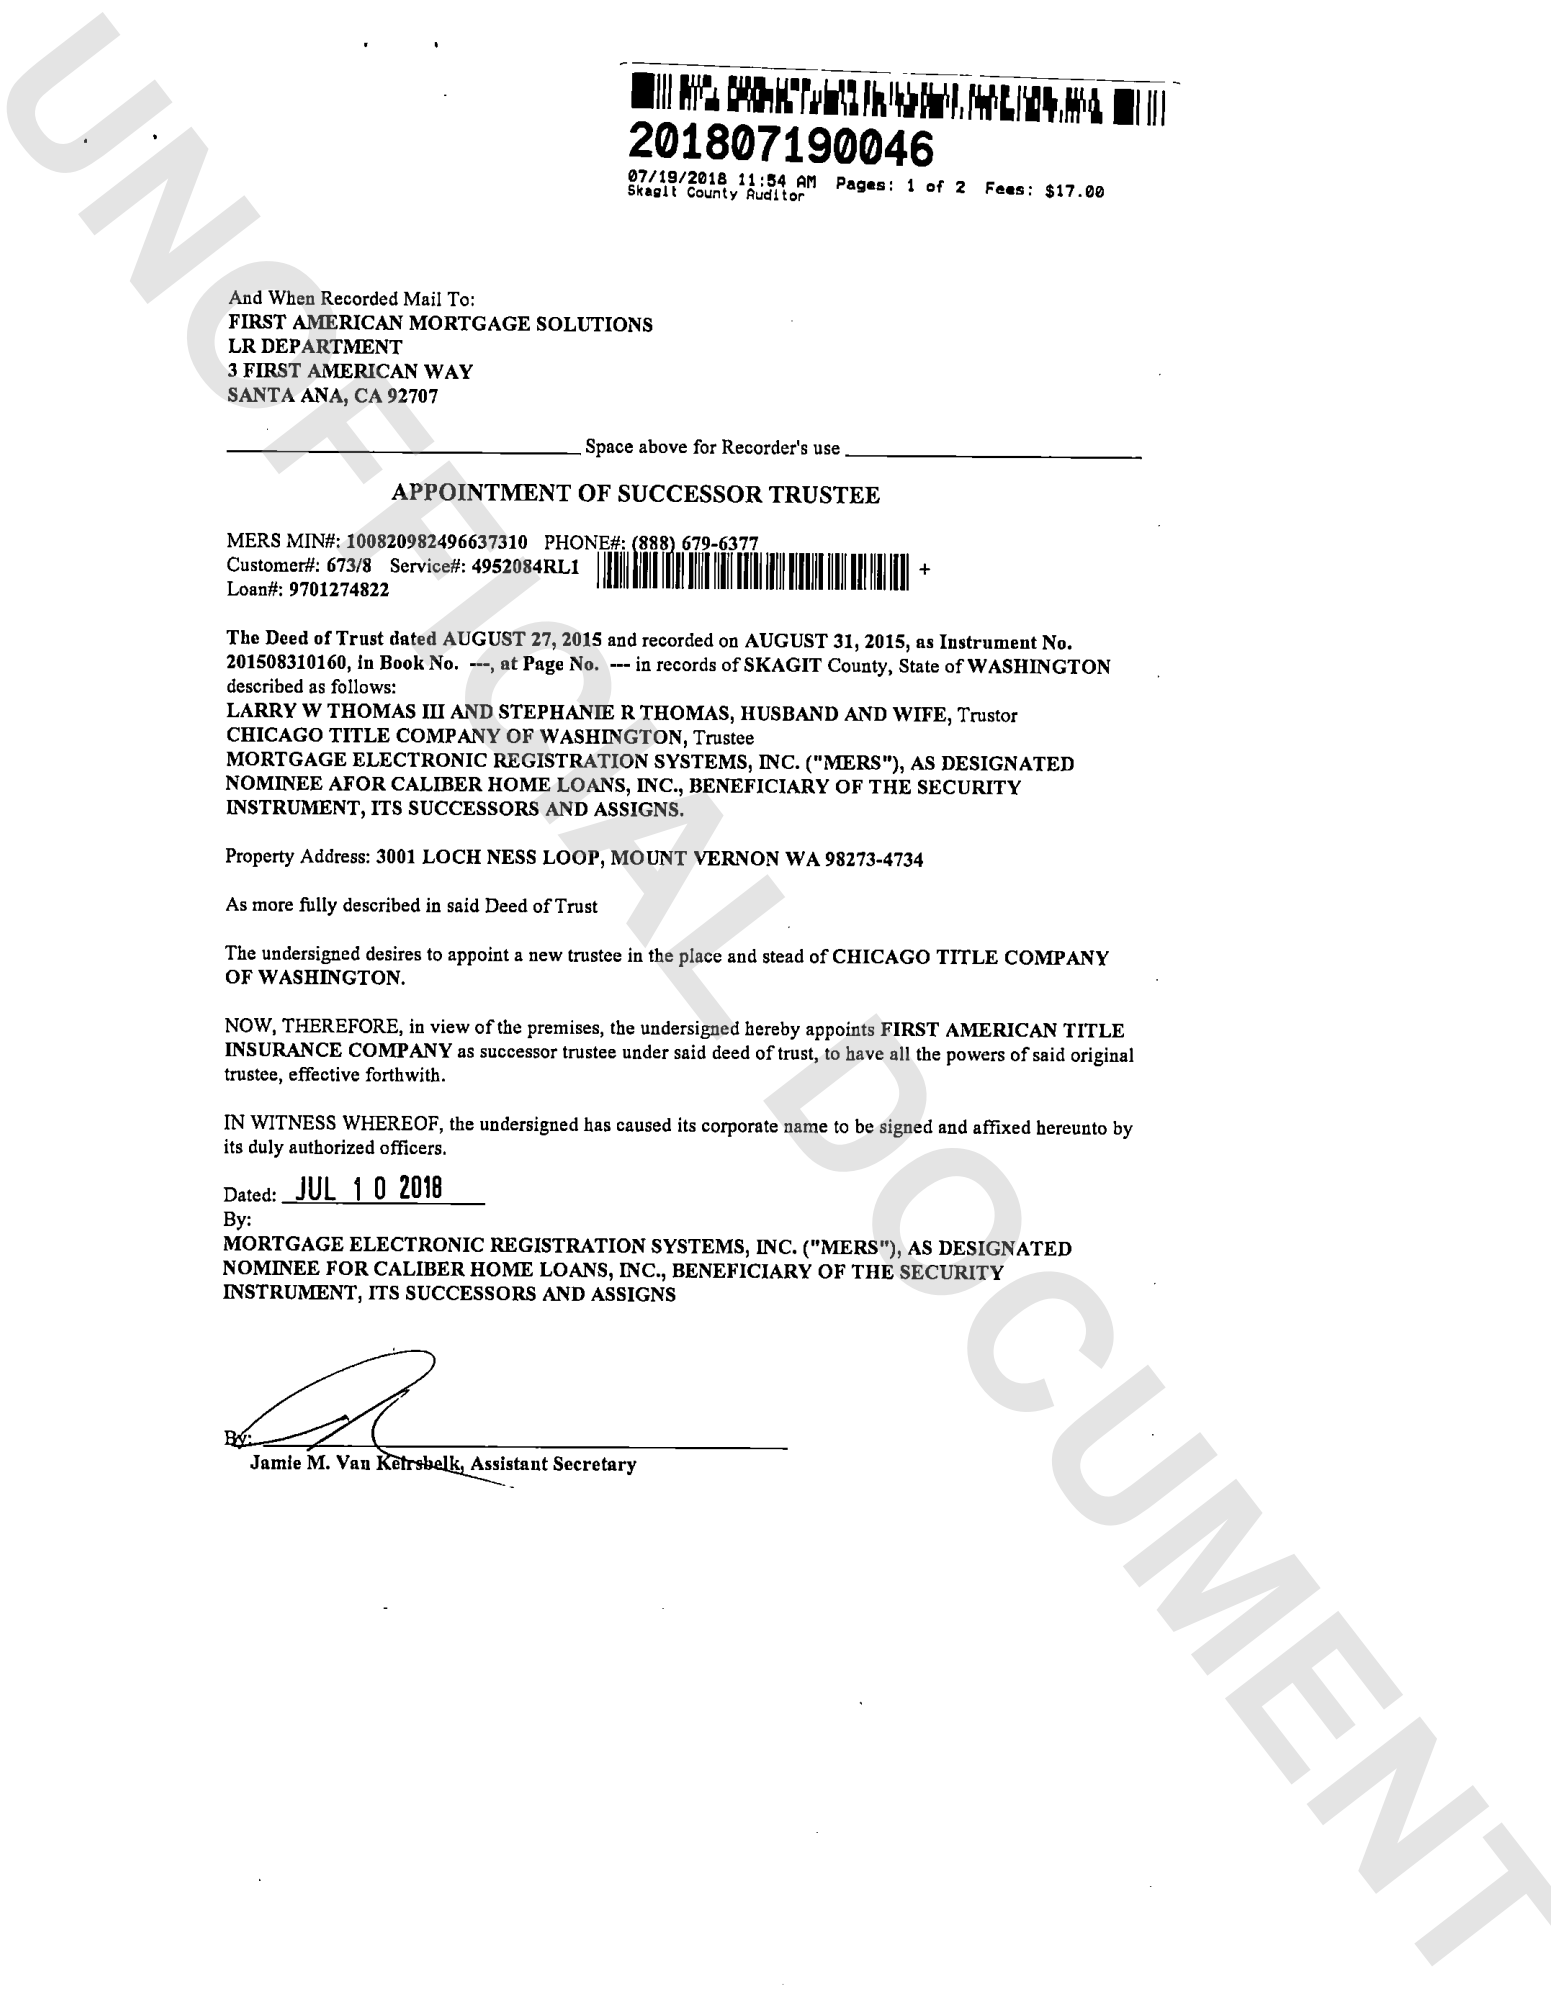 201807190046
07/19/2018 11:54 AM Pages: 1 of 2 Fees: $17.00
Skagit County Auditor
And When Recorded Mail To:
FIRST AMERICAN MORTGAGE SOLUTIONS
LR DEPARTMENT
3 FIRST AMERICAN WAY
SANTA ANA, CA 92707
Space above for Recorder's use
APPOINTMENT OF SUCCESSOR TRUSTEE
MERS MIN#: 100820982496637310 PHONE#: (888) 679-6377
Customer#: 673/8 Service#: 4952084RL1 +
Loan#: 9701274822
The Deed of Trust dated AUGUST 27, 2015 and recorded on AUGUST 31, 2015, as Instrument No.
201508310160, in Book No. ---, at Page No. --- in records of SKAGIT County, State of WASHINGTON
described as follows:
LARRY W THOMAS III AND STEPHANIE R THOMAS, HUSBAND AND WIFE, Trustor
CHICAGO TITLE COMPANY OF WASHINGTON, Trustee
MORTGAGE ELECTRONIC REGISTRATION SYSTEMS, INC. ("MERS"), AS DESIGNATED
NOMINEE AFOR CALIBER HOME LOANS, INC., BENEFICIARY OF THE SECURITY
INSTRUMENT, ITS SUCCESSORS AND ASSIGNS.
Property Address: 3001 LOCH NESS LOOP, MOUNT VERNON WA 98273-4734
As more fully described in said Deed of Trust
The undersigned desires to appoint a new trustee in the place and stead of CHICAGO TITLE COMPANY
OF WASHINGTON.
NOW, THEREFORE, in view of the premises, the undersigned hereby appoints FIRST AMERICAN TITLE
INSURANCE COMPANY as successor trustee under said deed of trust, to have all the powers of said original
trustee, effective forthwith.
IN WITNESS WHEREOF, the undersigned has caused its corporate name to be signed and affixed hereunto by
its duly authorized officers.
Dated: JUL 10 2018
By:
MORTGAGE ELECTRONIC REGISTRATION SYSTEMS, INC. ("MERS"), AS DESIGNATED
NOMINEE FOR CALIBER HOME LOANS, INC., BENEFICIARY OF THE SECURITY
INSTRUMENT, ITS SUCCESSORS AND ASSIGNS
By:
Jamie M. Van Keirsbelk, Assistant Secretary
UNOFFICIAL DOCUMENT